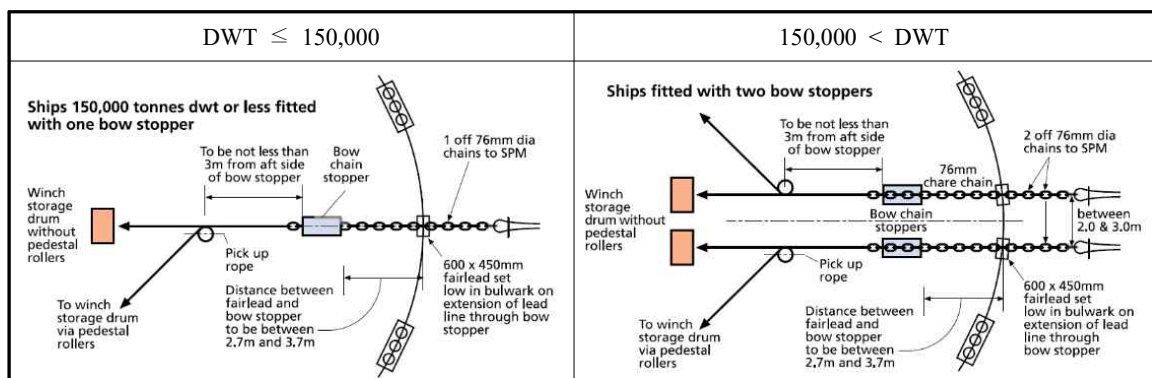 DWT ≤ 150,000
150,000 < DWT
Ships 150,000 tonnes dwt or less fitted
with one bow stopper
To be not less than
3m from aft side
of bow stopper
Bow
chain
stopper
1 off 76mm dia
chains to SPM
Winch
storage
drum
without
pedestal
rollers
Pick up
rope
To winch
storage drum
via pedestal
rollers
Distance between
fairlead and
bow stopper
to be between
2.7m and 3.7m
600 x 450mm
fairlead set
low in bulwark on
extension of lead
line through bow
stopper
Ships fitted with two bow stoppers
To be not less than
3m from aft side
of bow stopper
2 off 76mm dia
chains to SPM
76mm
chare chain
Winch
storage
drum
without
pedestal
rollers
Bow chain
stoppers
between
2.0 & 3.0m
Pick up
rope
To winch
storage drum
via pedestal
rollers
Distance between
fairlead and
bow stopper
to be between
2.7m and 3.7m
600 x 450mm
fairlead set
low in bulwark on
extension of lead
line through
bow stopper